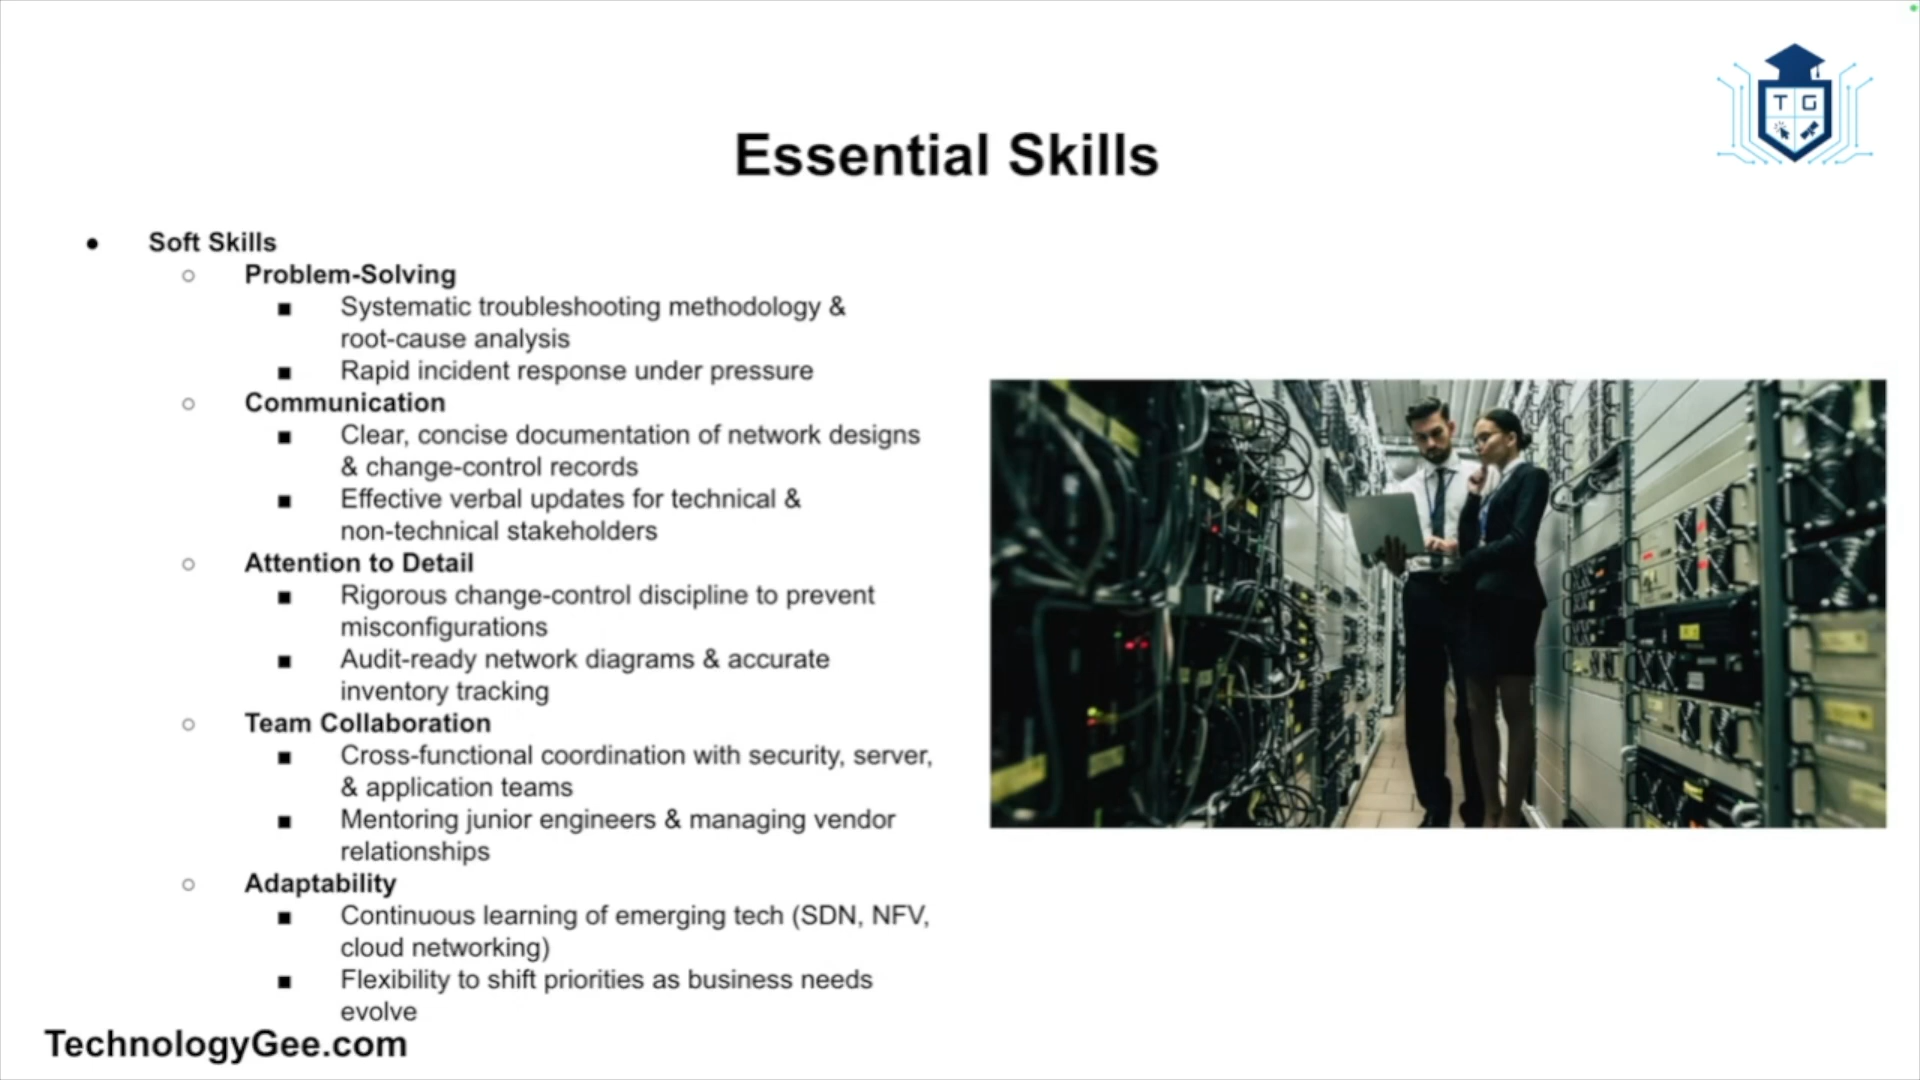 T G
Essential Skills
● Soft Skills
○ Problem-Solving
■ Systematic troubleshooting methodology &
root-cause analysis
■ Rapid incident response under pressure
○ Communication
■ Clear, concise documentation of network designs
& change-control records
■ Effective verbal updates for technical &
non-technical stakeholders
○ Attention to Detail
■ Rigorous change-control discipline to prevent
misconfigurations
■ Audit-ready network diagrams & accurate
inventory tracking
○ Team Collaboration
■ Cross-functional coordination with security, server,
& application teams
■ Mentoring junior engineers & managing vendor
relationships
○ Adaptability
■ Continuous learning of emerging tech (SDN, NFV,
cloud networking)
■ Flexibility to shift priorities as business needs
evolve
TechnologyGee.com